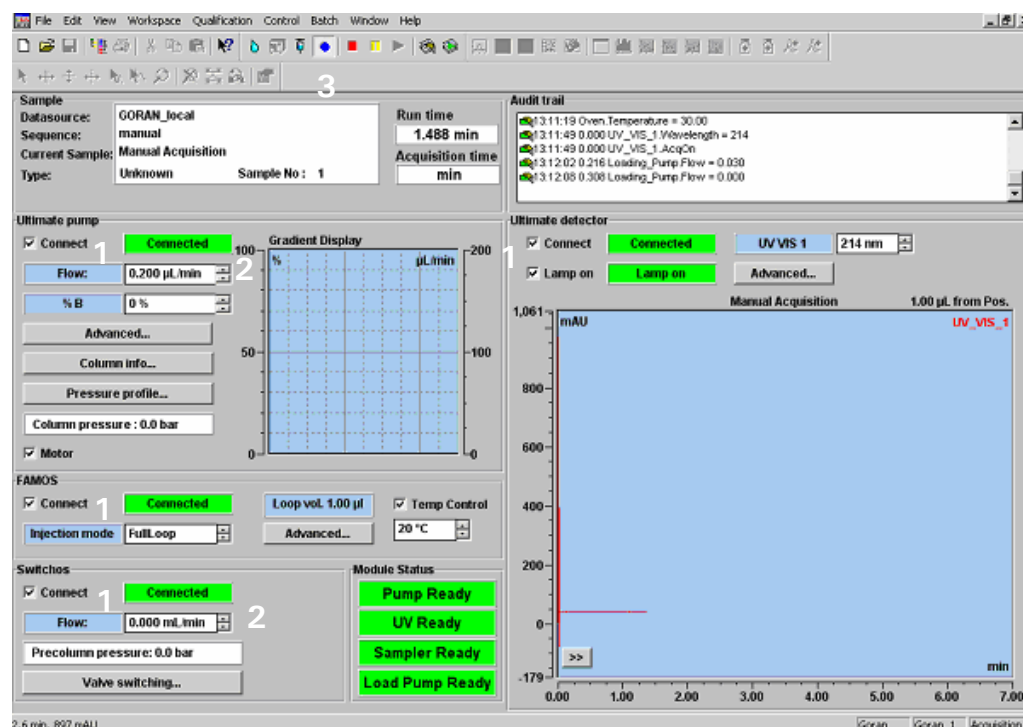 File Edit View Workspace Qualification Control Batch Window Help
3
Sample
Datasource: GORAN_local
Sequence: manual
Current Sample: Manual Acquisition
Type: Unknown Sample No : 1
Run time
1.488 min
Acquisition time
min
Audit trail
13:11:19 Oven.Temperature = 30.00
13:11:49 0.000 UV_VIS_1.Wavelength = 214
13:11:49 0.000 UV_VIS_1.AcqOn
13:12:02 0.216 Loading_Pump.Flow = 0.030
13:12:08 0.308 Loading_Pump.Flow = 0.000
Ultimate pump
Connect 1 Connected
Flow: 0.200 µL/min 2
% B 0 %
Advanced...
Column info...
Pressure profile...
Column pressure : 0.0 bar
Motor
Gradient Display
% µL/min
100 200
50 100
0 0
Ultimate detector
1 Connect Connected UV VIS 1 214 nm
Lamp on Lamp on Advanced...
Manual Acquisition 1.00 µL from Pos.
1,061
mAU UV_VIS_1
800
600
400
200
0
-179
>> min
0.00 1.00 2.00 3.00 4.00 5.00 6.00 7.00
FAMOS
Connect 1 Connected Loop vol. 1.00 µl Temp Control
Injection mode FullLoop Advanced... 20 °C
Switchos
Connect 1 Connected
Flow: 0.000 mL/min 2
Precolumn pressure: 0.0 bar
Valve switching...
Module Status
Pump Ready
UV Ready
Sampler Ready
Load Pump Ready
2.6 min, 897 mAU Goran Goran_1 Acquisition